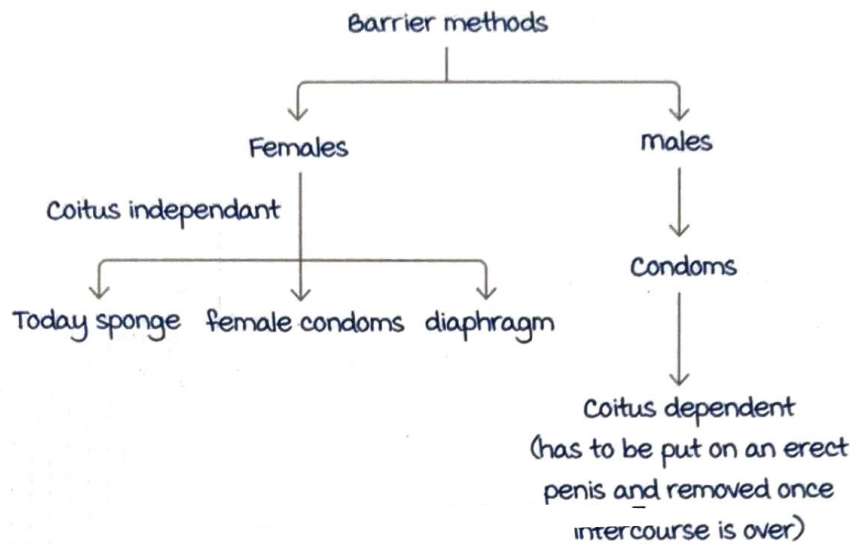 Barrier methods
Females
males
Coitus independant
Condoms
Today sponge female condoms diaphragm
Coitus dependent
(has to be put on an erect
penis and removed once
intercourse is over)